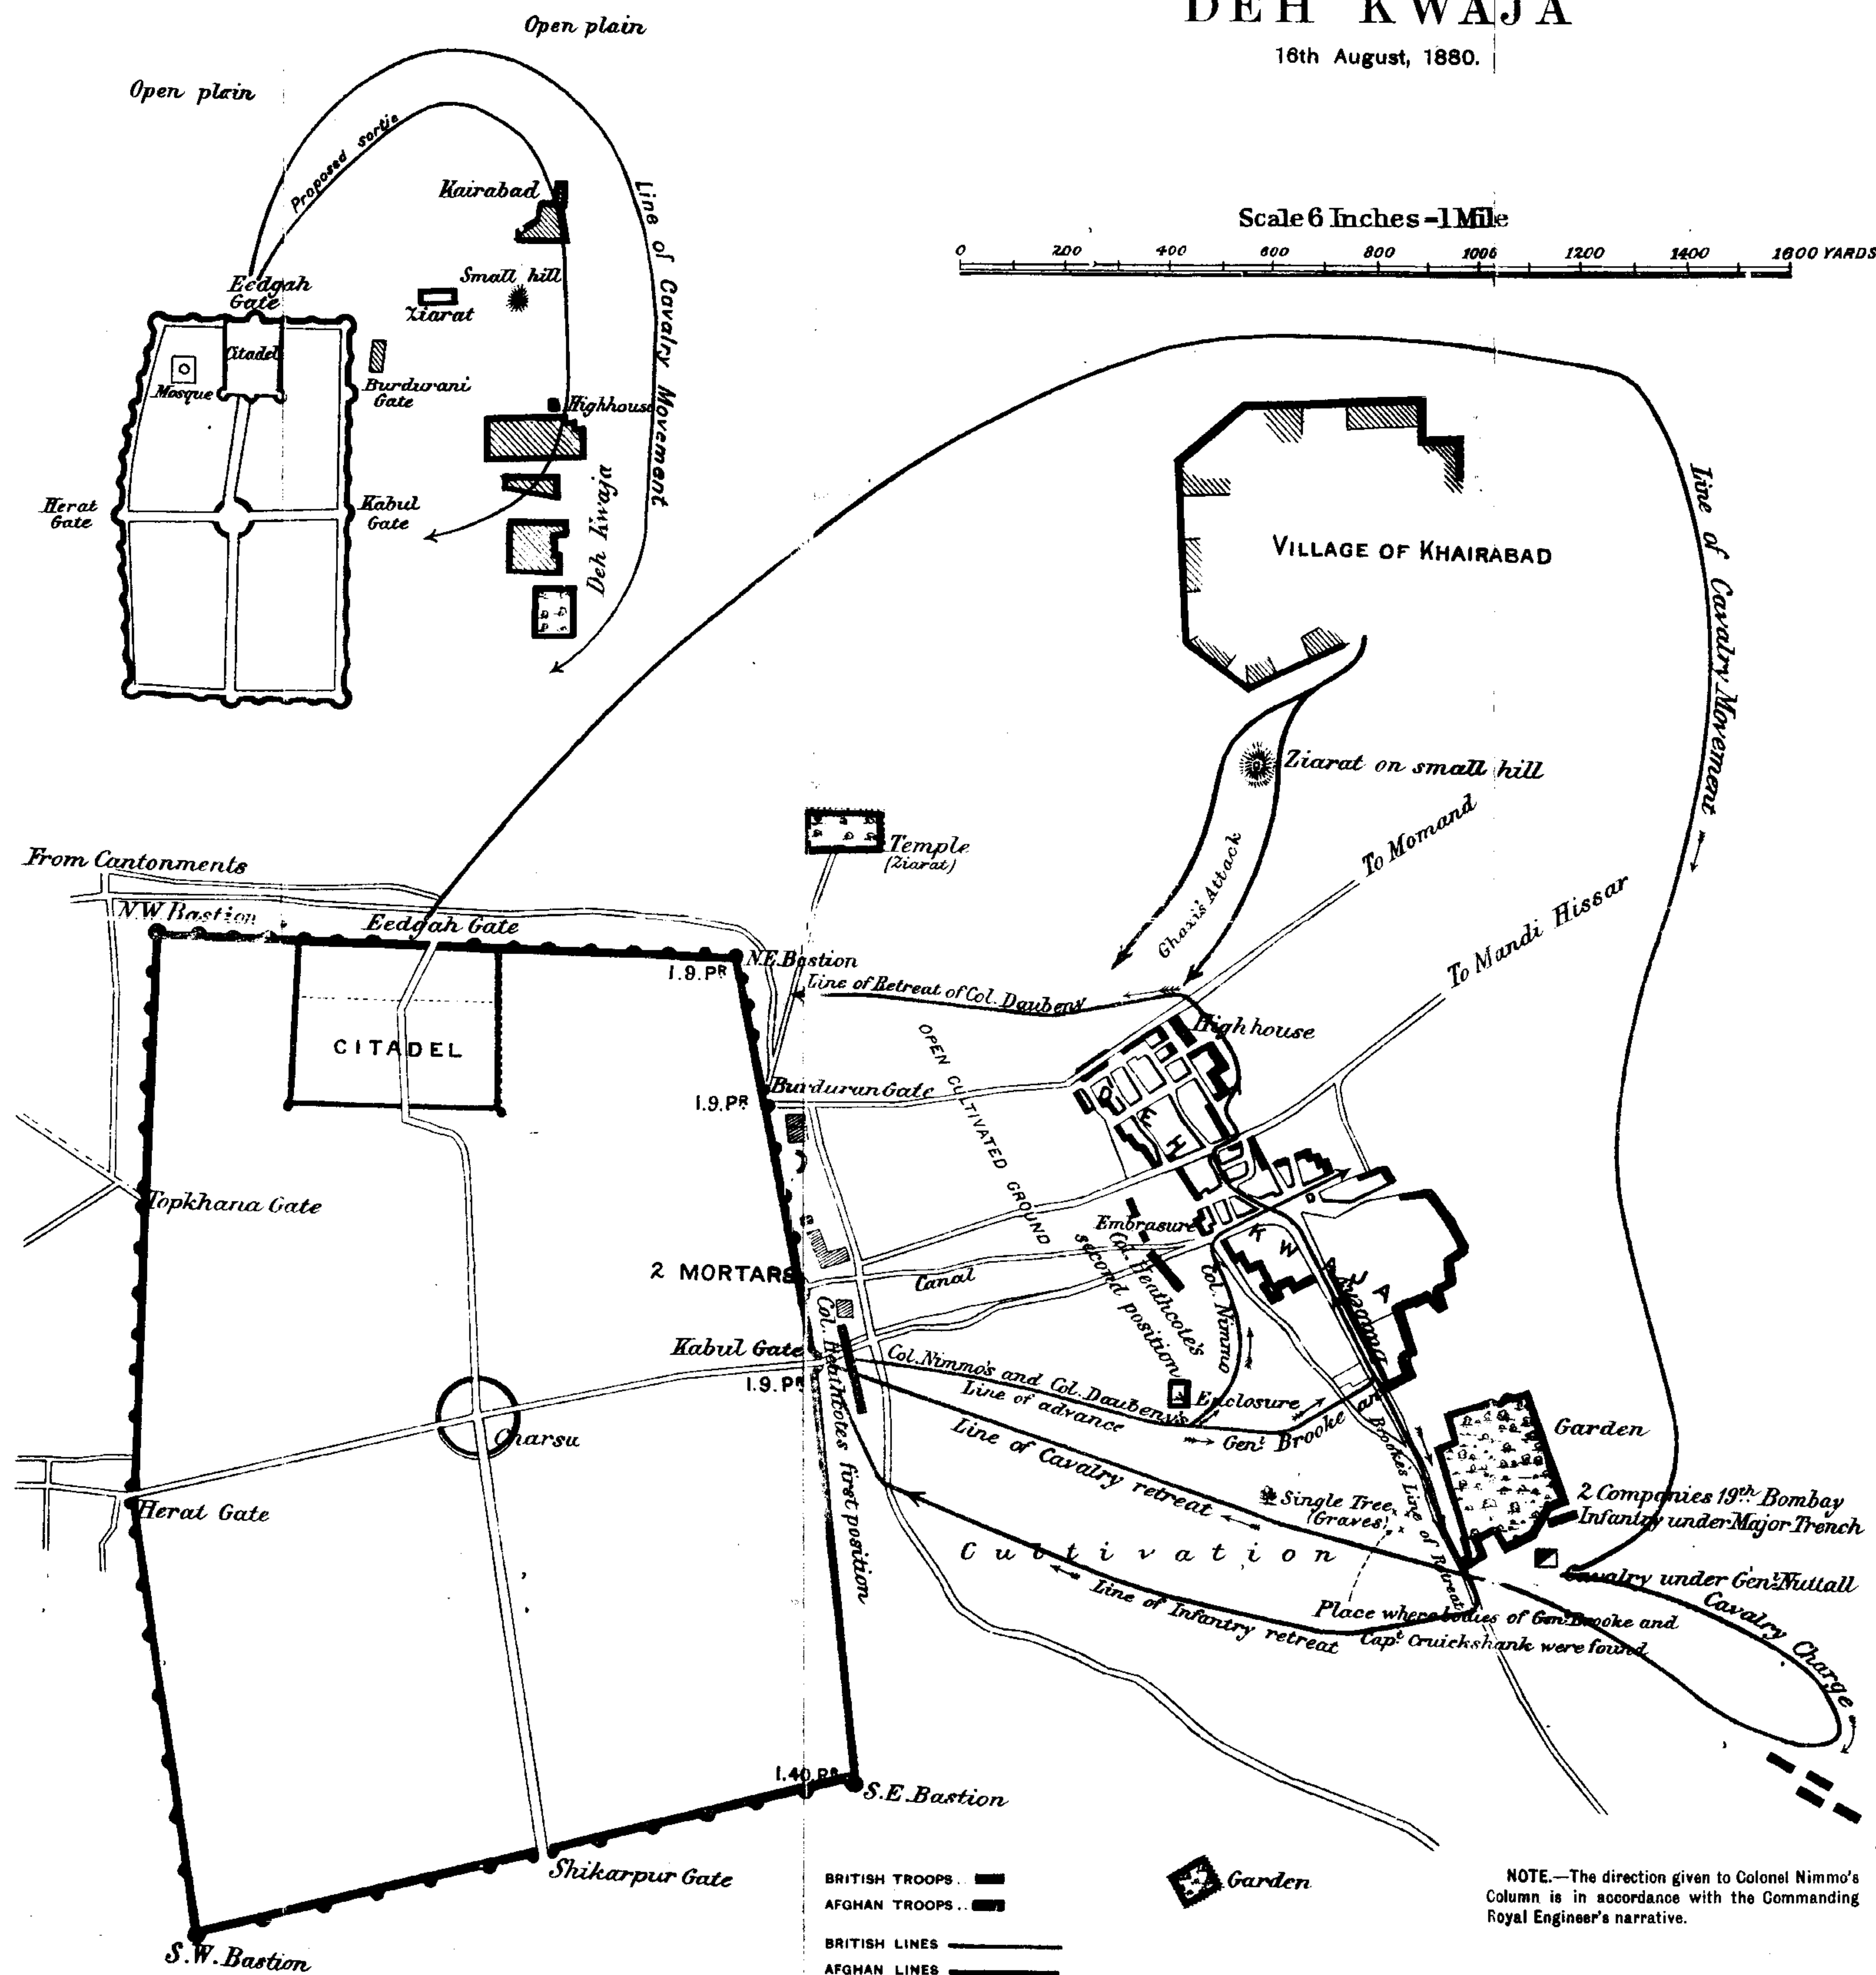 DEH KWAJA
16th August, 1880.
Open plain
Open plain
Proposed sortie
Kairabad
Line of Cavalry Movement
Small hill
Ziarat
Eedgah
Gate
Citadel
Mosque
Burdurani
Gate
Highhouse
Herat
Gate
Kabul
Gate
Deh Kwaja
Scale 6 Inches = 1 Mile
0 200 400 600 800 1000 1200 1400 1600 YARDS
VILLAGE OF KHAIRABAD
Line of Cavalry Movement
Ziarat on small hill
Temple
(Ziarat)
Ghazi's Attack
To Momand
To Mandi Hissar
From Cantonments
N.W. Bastion
Eedgah Gate
N.E. Bastion
1.9.PR
Line of Retreat of Col. Daubeny
CITADEL
High house
OPEN CULTIVATED GROUND
Burduran Gate
1.9.PR
DEH
KWAJA
Topkhana Gate
Embrasure
2 MORTARS
Canal
Col. Heathcote's
second position
Col. Nimmo
Kabul Gate
1.9.PR
Col. Heathcotes first position
Col. Nimmo's and Col. Daubeny's
Line of advance
Enclosure
Genl. Brooke and
Line of Cavalry retreat
Brooke's Line of Retreat
Garden
Charsu
Herat Gate
Single Tree
(Graves)
2 Companies 19th Bombay
Infantry under Major Trench
Cultivation
Cavalry under Genl. Nuttall
Line of Infantry retreat
Place where bodies of Genl. Brooke and
Capt. Cruickshank were found
Cavalry Charge
1.40.PR
S.E. Bastion
Shikarpur Gate
S.W. Bastion
BRITISH TROOPS..
AFGHAN TROOPS..
BRITISH LINES
AFGHAN LINES
Garden
NOTE.—The direction given to Colonel Nimmo's
Column is in accordance with the Commanding
Royal Engineer's narrative.